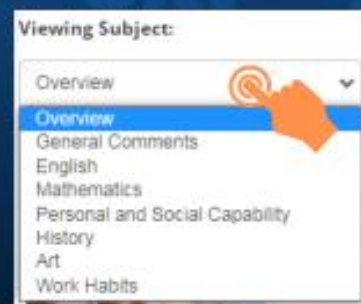 Viewing Subject:
Overview
Overview
General Comments
English
Mathematics
Personal and Social Capability
History
Art
Work Habits